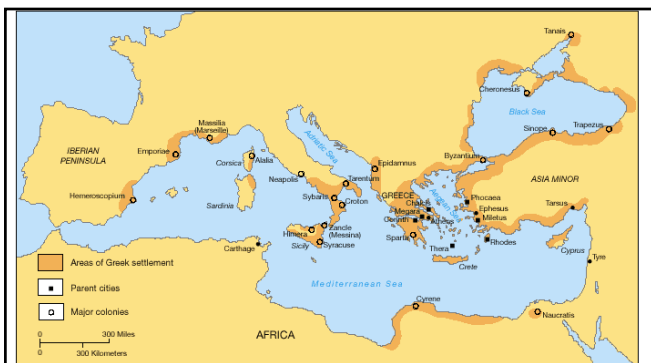 Tanais
Cheronesus
Black Sea
Sinope
Trapezus
Byzantium
ASIA MINOR
Massilia
(Marseille)
IBERIAN
PENINSULA
Emporiae
Corsica
Alalia
Adriatic Sea
Epidamnus
Neapolis
Tarentum
Hemeroscopium
Sardinia
Sybaris
Croton
GREECE
Aegean Sea
Phocaea
Chalcis
Ephesus
Megara
Athens
Miletus
Corinth
Tarsus
Himera
Zancle
(Messina)
Sicily
Syracuse
Sparta
Thera
Rhodes
Cyprus
Carthage
Crete
Tyre
Areas of Greek settlement
Parent cities
Major colonies
Mediterranean Sea
Cyrene
Naucratis
AFRICA
0 300 Miles
0 300 Kilometers